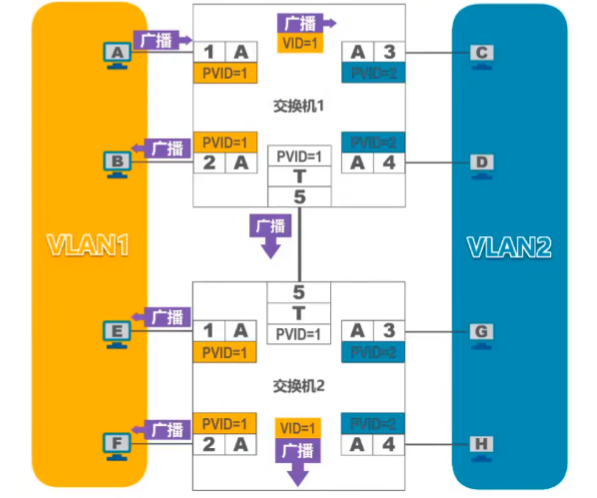 广播
VID=1
广播
A
1 A
PVID=1
A 3
PVID=2
C
交换机1
B
广播
PVID=1
2 A
PVID=1
T
5
PVID=2
A 4
D
广播
VLAN1
VLAN2
5
T
PVID=1
E
广播
1 A
PVID=1
A 3
PVID=2
G
交换机2
F
广播
PVID=1
2 A
VID=1
广播
PVID=2
A 4
H